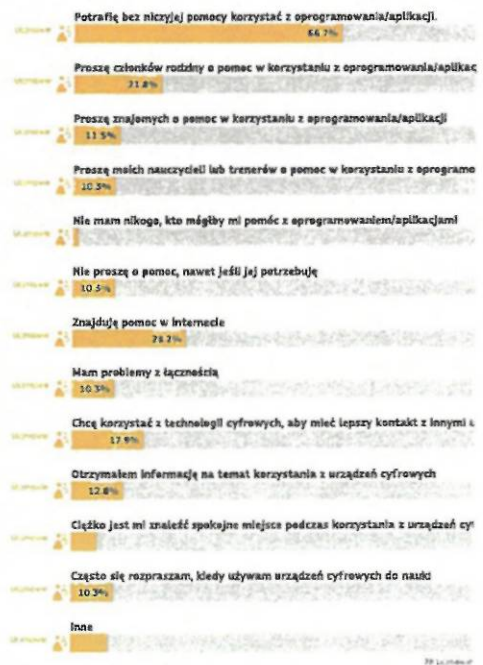 Potrafię bez niczyjej pomocy korzystać z oprogramowania/aplikacji.
66.7%
Proszę członków rodziny o pomoc w korzystaniu z oprogramowania/aplikac
21.8%
Proszę znajomych o pomoc w korzystaniu z oprogramowania/aplikacji
11.5%
Proszę moich nauczycieli lub trenerów o pomoc w korzystaniu z oprogramo
10.3%
Nie mam nikogo, kto mógłby mi pomóc z oprogramowaniem/aplikacjami
Nie proszę o pomoc, nawet jeśli jej potrzebuję
10.3%
Znajduję pomoc w internecie
28.2%
Mam problemy z łącznością
10.3%
Chcę korzystać z technologii cyfrowych, aby mieć lepszy kontakt z innymi
17.9%
Otrzymałem informację na temat korzystania z urządzeń cyfrowych
12.8%
Ciężko jest mi znaleźć spokojne miejsce podczas korzystania z urządzeń cy
Często się rozpraszam, kiedy używam urządzeń cyfrowych do nauki
10.3%
Inne